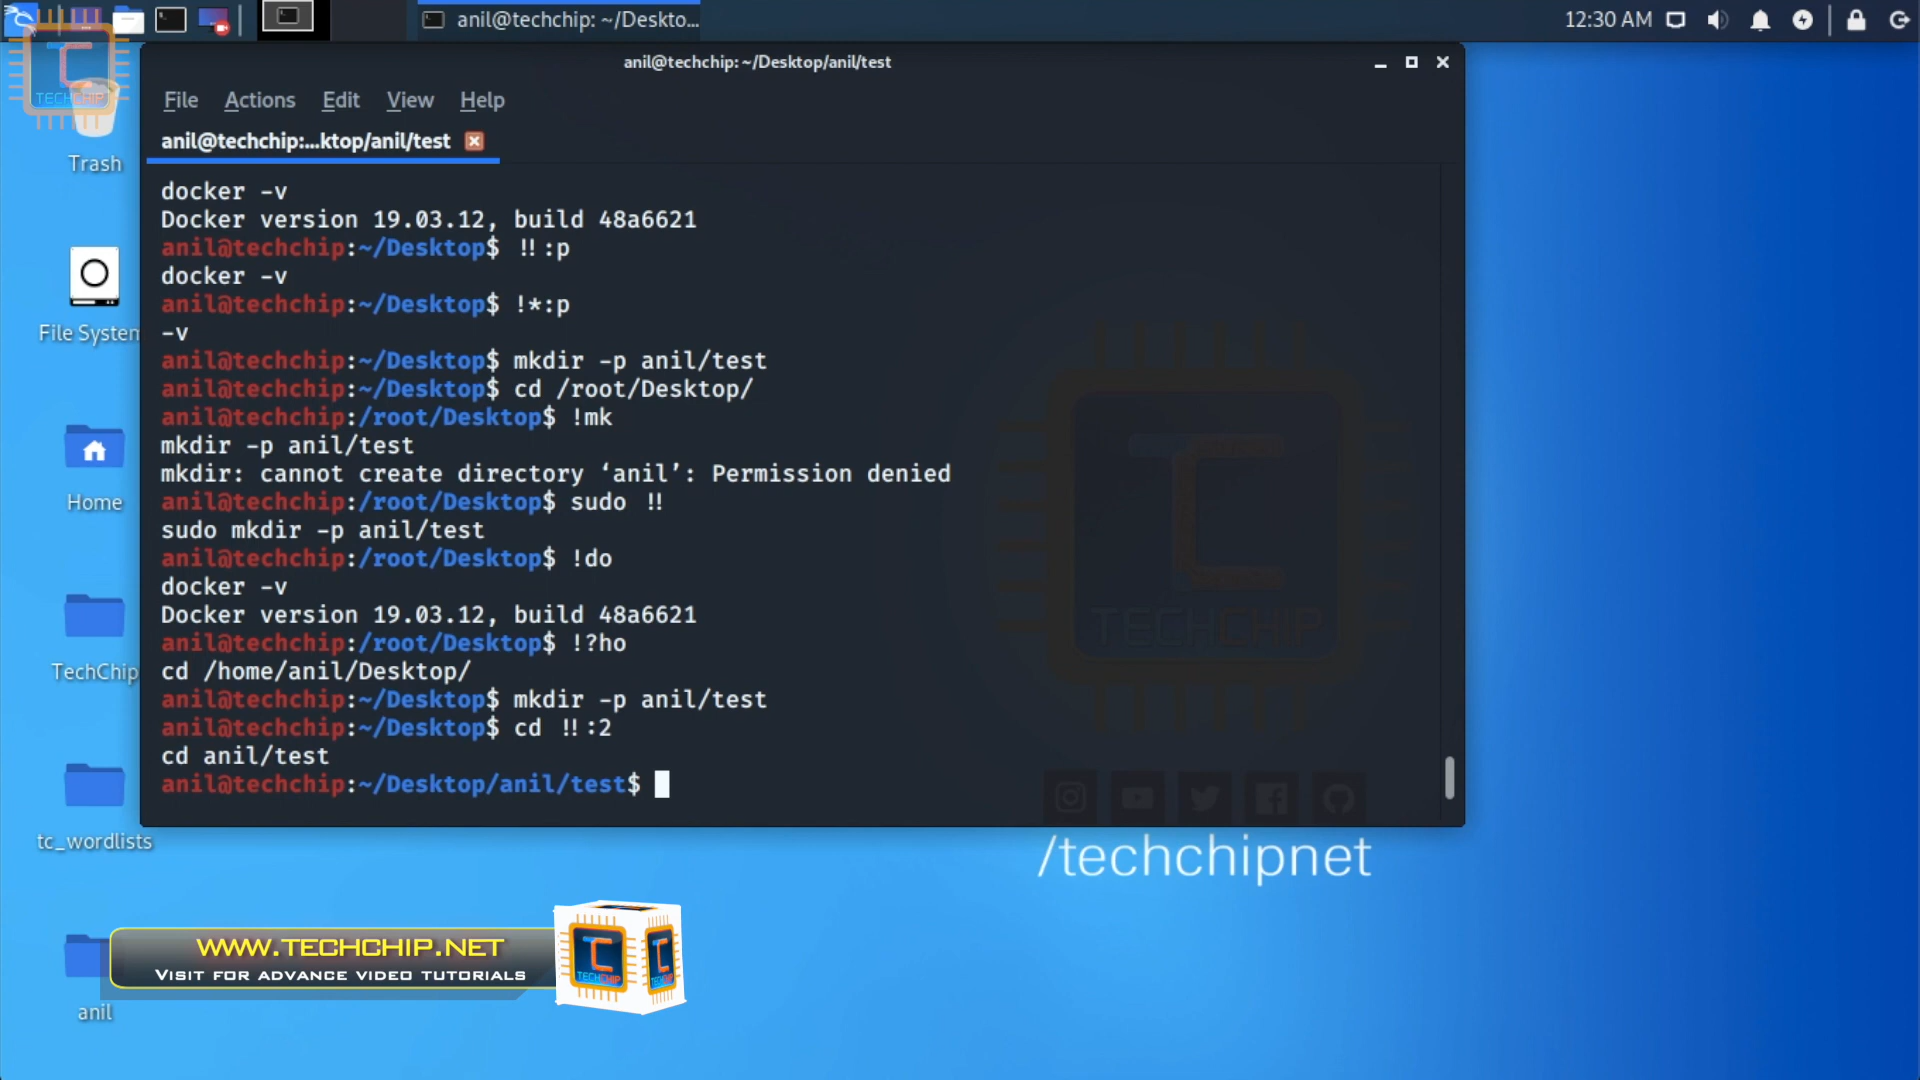 anil@techchip: ~/Deskto...
12:30 AM
anil@techchip: ~/Desktop/anil/test
File Actions Edit View Help
anil@techchip:...ktop/anil/test
docker -v
Docker version 19.03.12, build 48a6621
anil@techchip:~/Desktop$ !!:p
docker -v
anil@techchip:~/Desktop$ !*:p
-v
anil@techchip:~/Desktop$ mkdir -p anil/test
anil@techchip:~/Desktop$ cd /root/Desktop/
anil@techchip:/root/Desktop$ !mk
mkdir -p anil/test
mkdir: cannot create directory ‘anil’: Permission denied
anil@techchip:/root/Desktop$ sudo !!
sudo mkdir -p anil/test
anil@techchip:/root/Desktop$ !do
docker -v
Docker version 19.03.12, build 48a6621
anil@techchip:/root/Desktop$ !?ho
cd /home/anil/Desktop/
anil@techchip:~/Desktop$ mkdir -p anil/test
anil@techchip:~/Desktop$ cd !!:2
cd anil/test
anil@techchip:~/Desktop/anil/test$
TECHCHIP
Trash
File System
Home
TechChip
tc_wordlists
anil
TECHCHIP
/techchipnet
WWW.TECHCHIP.NET
VISIT FOR ADVANCE VIDEO TUTORIALS
TECHCHIP
TECHCHIP